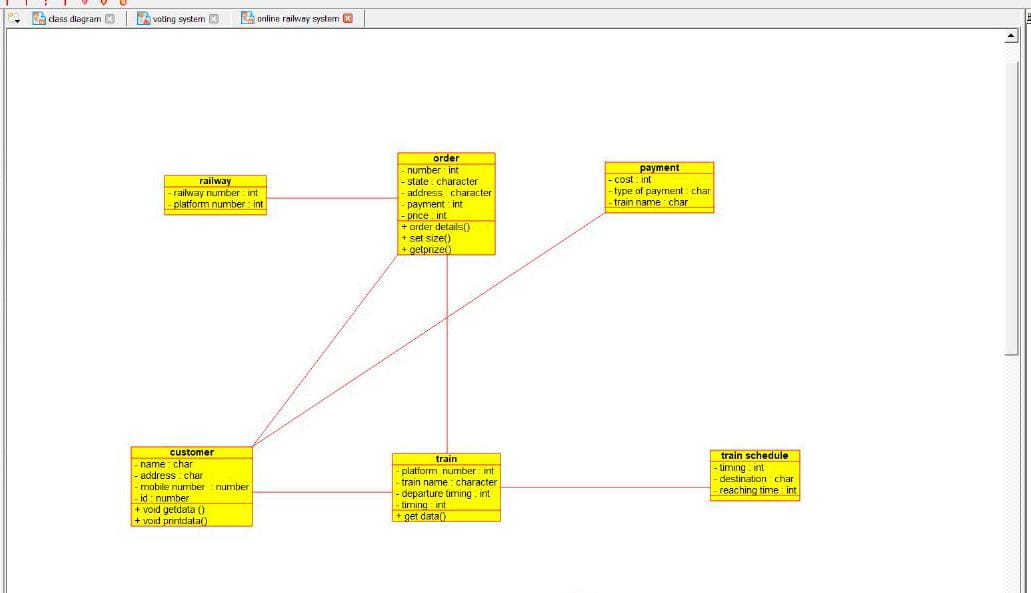 class diagram
voting system
online railway system
order
- number : int
- state : character
- address : character
- payment : int
- price : int
+ order details()
+ set size()
+ getprize()
railway
- railway number : int
- platform number : int
payment
- cost : int
- type of payment : char
- train name : char
customer
- name : char
- address : char
- mobile number : number
- id : number
+ void getdata ()
+ void printdata()
train
- platform number : int
- train name : character
- departure timing : int
- timing : int
+ get data()
train schedule
- timing : int
- destination : char
- reaching time : int